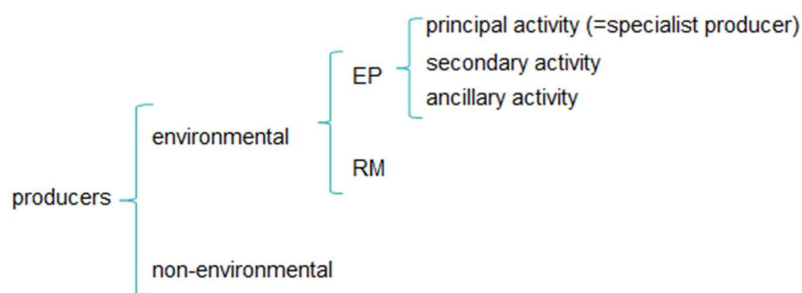 principal activity (=specialist producer)
EP
secondary activity
ancillary activity
environmental
RM
producers
non-environmental